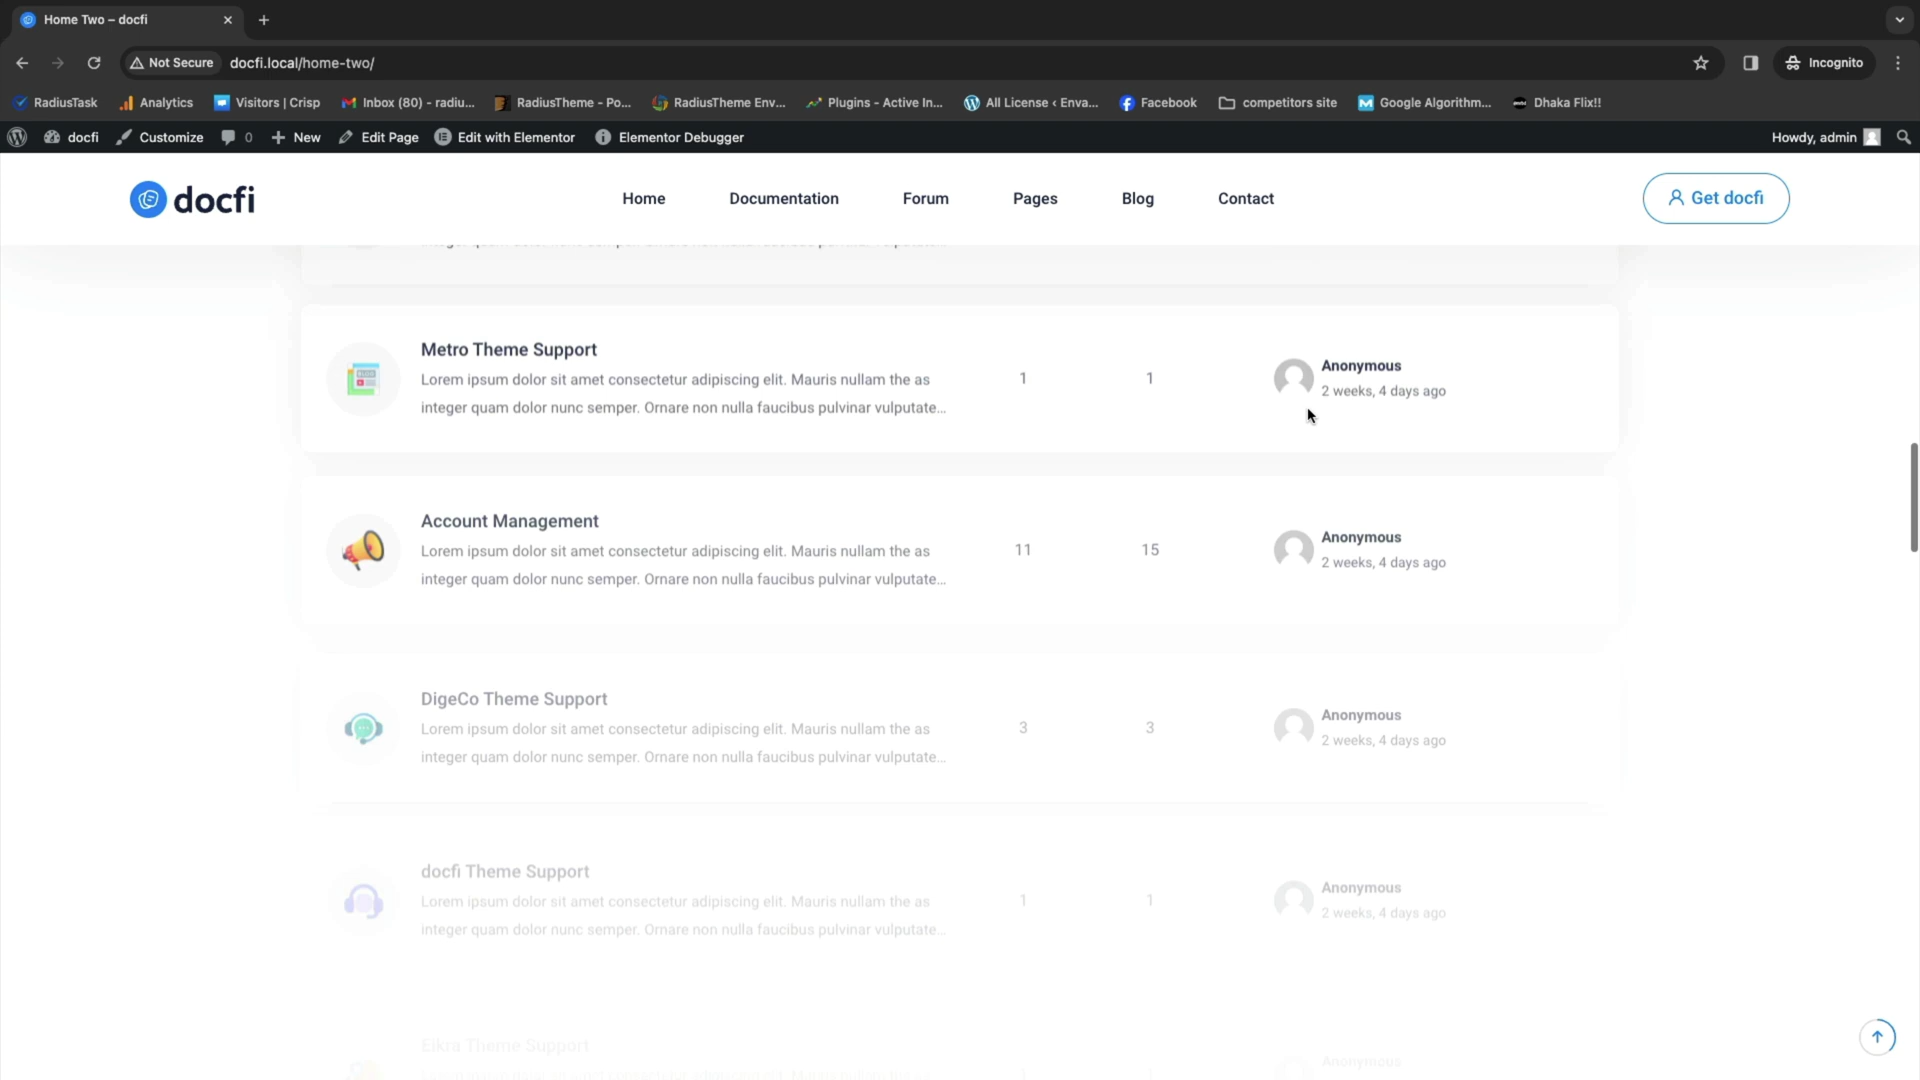 Home Two – docfi
Not Secure docfi.local/home-two/ Incognito
RadiusTask Analytics Visitors | Crisp Inbox (80) - radiu... RadiusTheme - Po... RadiusTheme Env... Plugins - Active In... All License ‹ Enva... Facebook competitors site Google Algorithm... Dhaka Flix!!
docfi Customize 0 New Edit Page Edit with Elementor Elementor Debugger Howdy, admin
docfi Home Documentation Forum Pages Blog Contact Get docfi
Metro Theme Support
Lorem ipsum dolor sit amet consectetur adipiscing elit. Mauris nullam the as
integer quam dolor nunc semper. Ornare non nulla faucibus pulvinar vulputate...
1 1
Anonymous
2 weeks, 4 days ago
Account Management
Lorem ipsum dolor sit amet consectetur adipiscing elit. Mauris nullam the as
integer quam dolor nunc semper. Ornare non nulla faucibus pulvinar vulputate...
11 15
Anonymous
2 weeks, 4 days ago
DigeCo Theme Support
Lorem ipsum dolor sit amet consectetur adipiscing elit. Mauris nullam the as
integer quam dolor nunc semper. Ornare non nulla faucibus pulvinar vulputate...
3 3
Anonymous
2 weeks, 4 days ago
docfi Theme Support
Lorem ipsum dolor sit amet consectetur adipiscing elit. Mauris nullam the as
integer quam dolor nunc semper. Ornare non nulla faucibus pulvinar vulputate...
1 1
Anonymous
2 weeks, 4 days ago
Eikra Theme Support
Anonymous